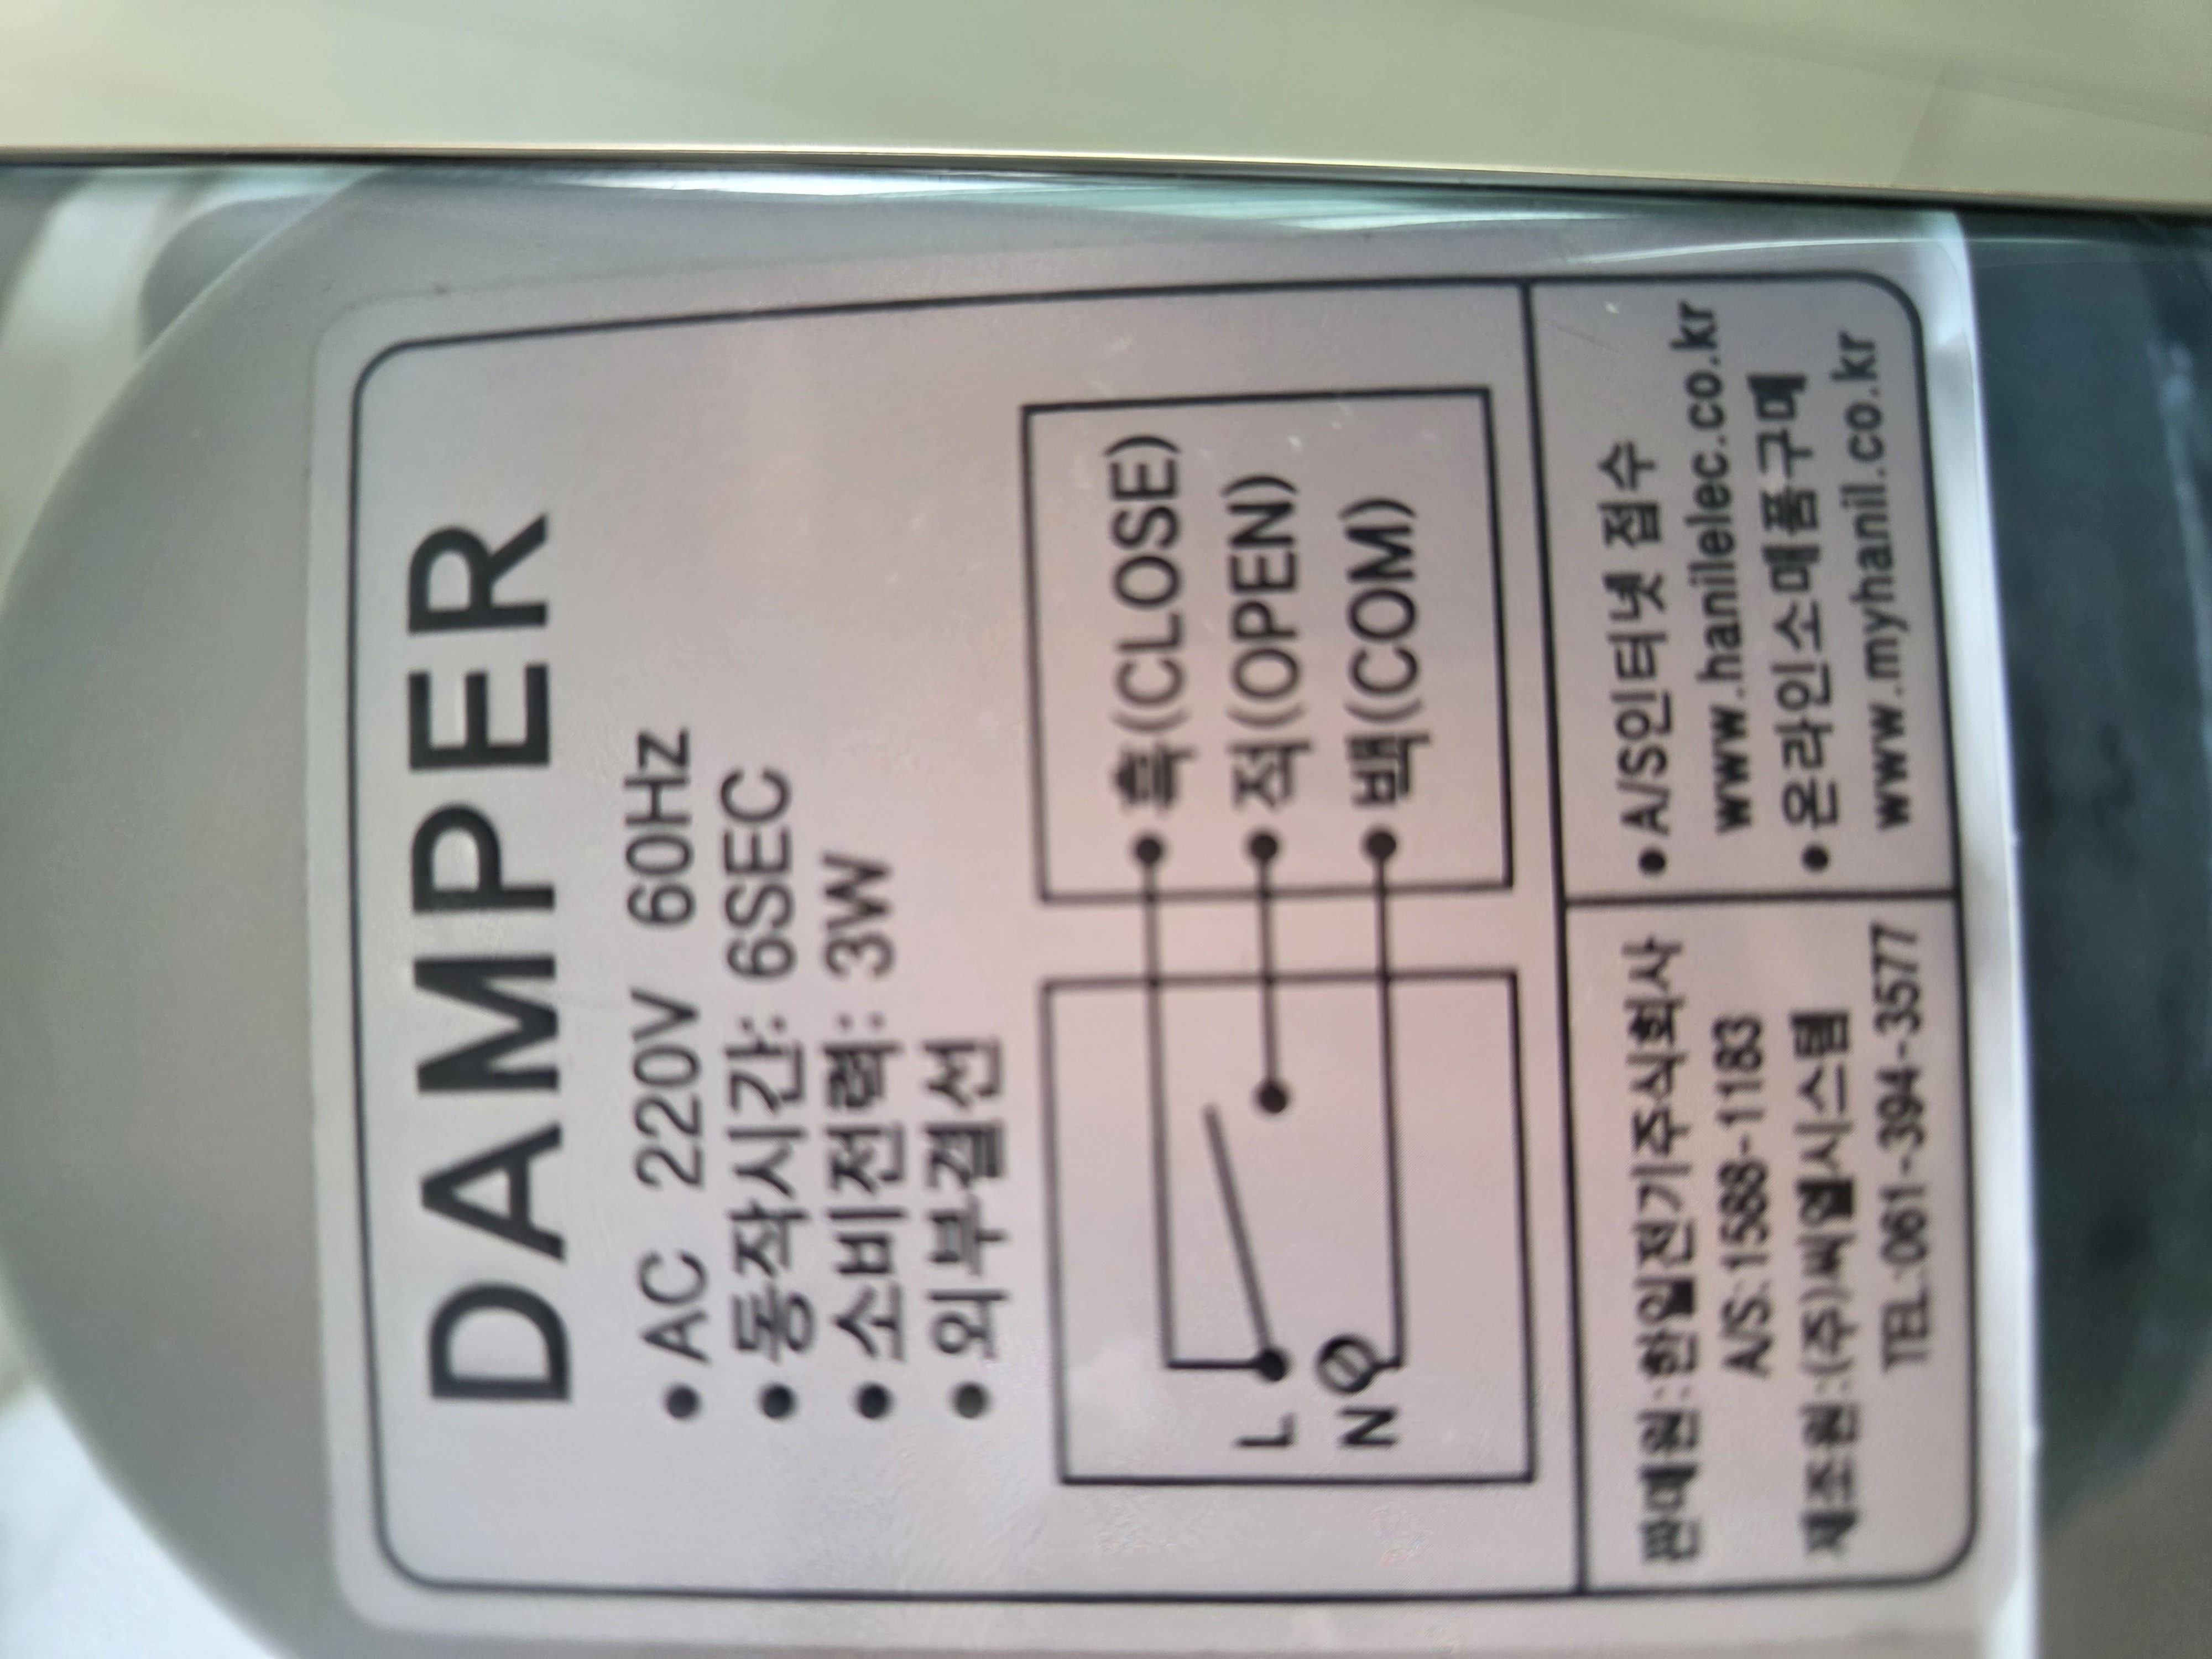 DAMPER
• AC 220V 60Hz
• 동작시간: 6SEC
• 소비전력: 3W
• 외부결선
흑(CLOSE)
적(OPEN)
백(COM)
L
N
판매원:한일전기주식회사
A/S:1588-1183
제조원:(주)써열시스템
TEL:061-394-3577
• A/S인터넷 접수
www.hanilelec.co.kr
• 온라인소매품구매
www.myhanil.co.kr